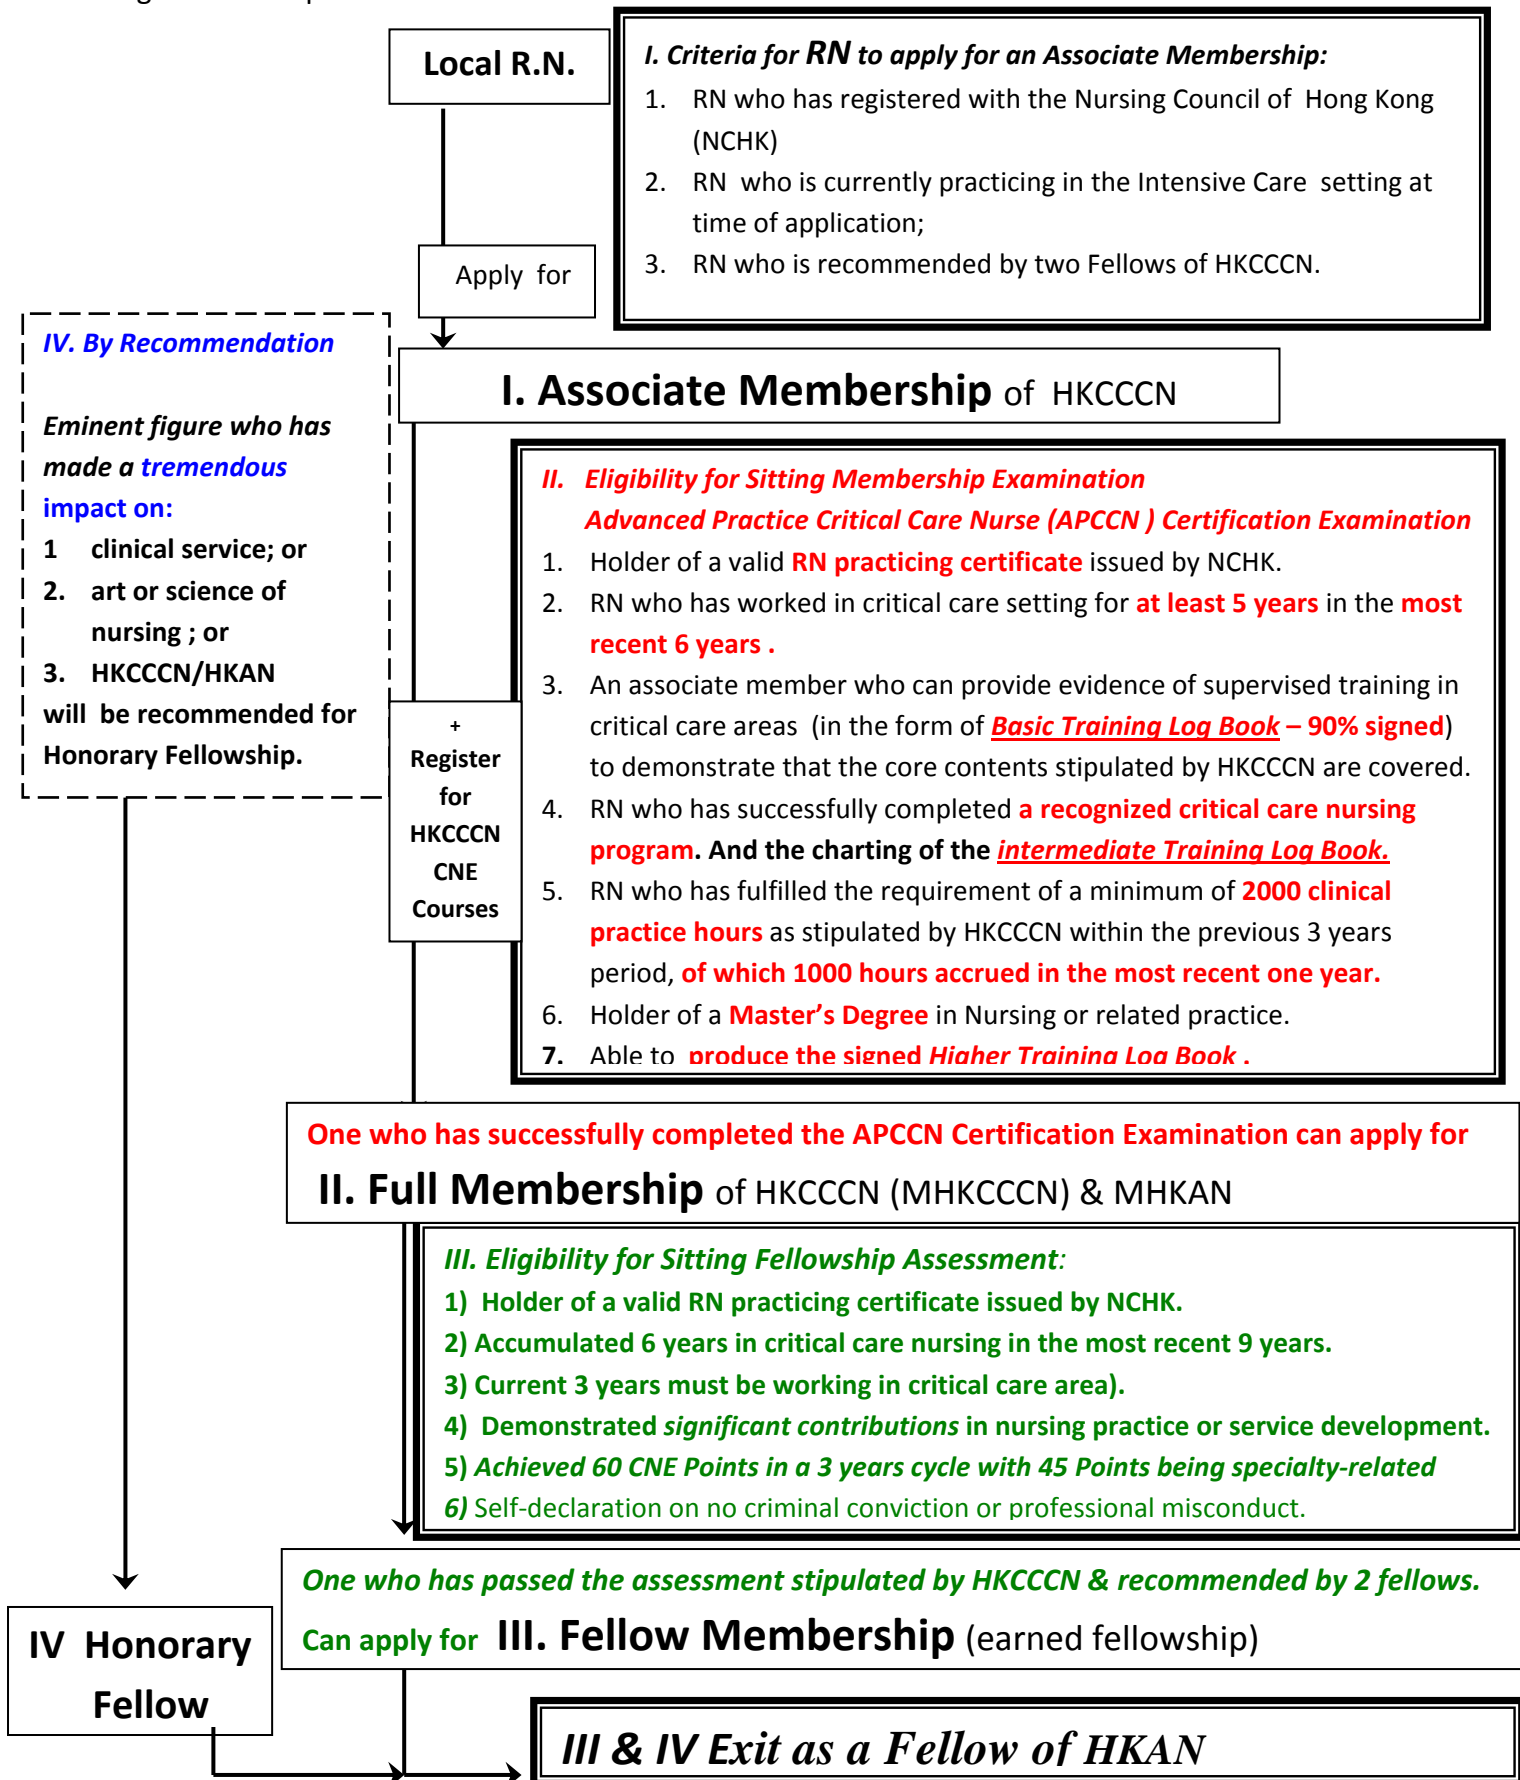 Local R.N.
I. Criteria for RN to apply for an Associate Membership:
1. RN who has registered with the Nursing Council of Hong Kong
(NCHK)
2. RN who is currently practicing in the Intensive Care setting at
time of application;
3. RN who is recommended by two Fellows of HKCCCN.
Apply for
IV. By Recommendation
Eminent figure who has
made a tremendous
impact on:
1 clinical service; or
2. art or science of
nursing ; or
3. HKCCCN/HKAN
will be recommended for
Honorary Fellowship.
I. Associate Membership of HKCCCN
+
Register
for
HKCCCN
CNE
Courses
II. Eligibility for Sitting Membership Examination
Advanced Practice Critical Care Nurse (APCCN ) Certification Examination
1. Holder of a valid RN practicing certificate issued by NCHK.
2. RN who has worked in critical care setting for at least 5 years in the most
recent 6 years .
3. An associate member who can provide evidence of supervised training in
critical care areas (in the form of Basic Training Log Book – 90% signed)
to demonstrate that the core contents stipulated by HKCCCN are covered.
4. RN who has successfully completed a recognized critical care nursing
program. And the charting of the intermediate Training Log Book.
5. RN who has fulfilled the requirement of a minimum of 2000 clinical
practice hours as stipulated by HKCCCN within the previous 3 years
period, of which 1000 hours accrued in the most recent one year.
6. Holder of a Master’s Degree in Nursing or related practice.
7. Able to produce the signed Higher Training Log Book .
One who has successfully completed the APCCN Certification Examination can apply for
II. Full Membership of HKCCCN (MHKCCCN) & MHKAN
III. Eligibility for Sitting Fellowship Assessment:
1) Holder of a valid RN practicing certificate issued by NCHK.
2) Accumulated 6 years in critical care nursing in the most recent 9 years.
3) Current 3 years must be working in critical care area).
4) Demonstrated significant contributions in nursing practice or service development.
5) Achieved 60 CNE Points in a 3 years cycle with 45 Points being specialty-related
6) Self-declaration on no criminal conviction or professional misconduct.
One who has passed the assessment stipulated by HKCCCN & recommended by 2 fellows.
Can apply for III. Fellow Membership (earned fellowship)
IV Honorary
Fellow
III & IV Exit as a Fellow of HKAN